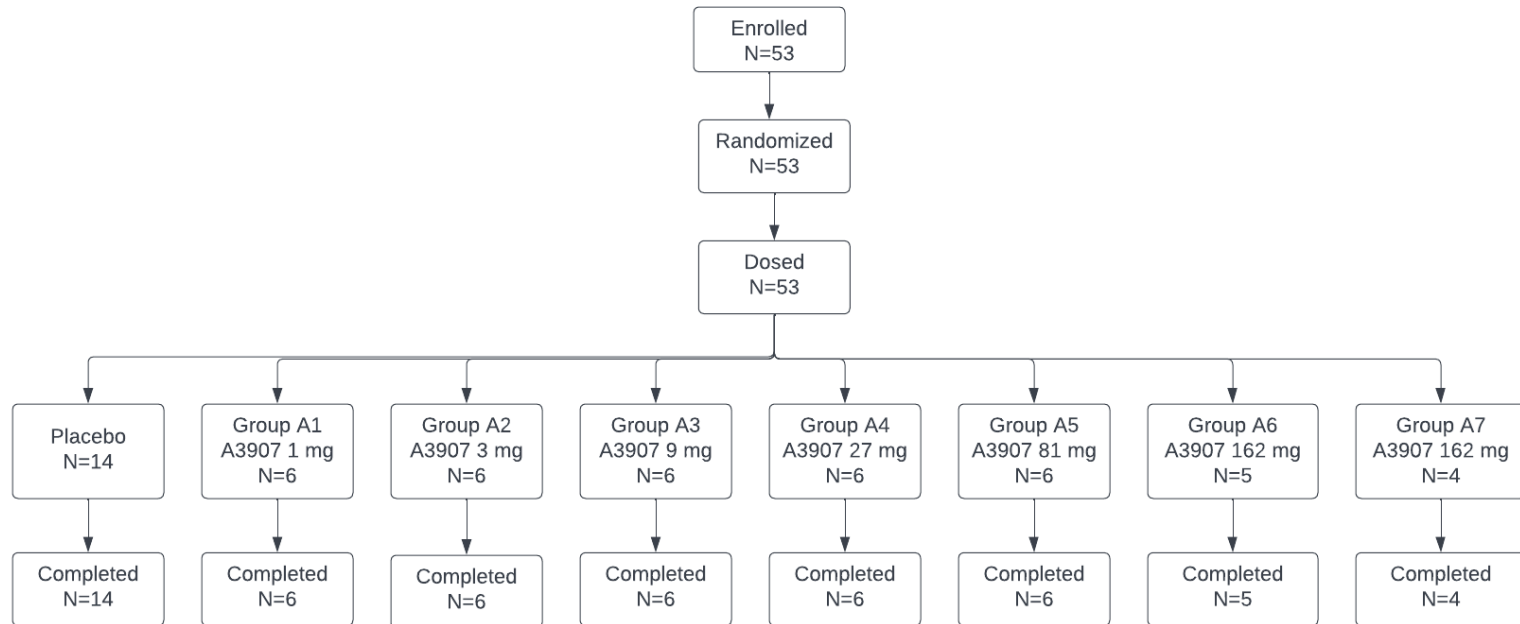 Enrolled
N=53
Randomized
N=53
Dosed
N=53
Placebo
N=14
Group A1
A3907 1 mg
N=6
Group A2
A3907 3 mg
N=6
Group A3
A3907 9 mg
N=6
Group A4
A3907 27 mg
N=6
Group A5
A3907 81 mg
N=6
Group A6
A3907 162 mg
N=5
Group A7
A3907 162 mg
N=4
Completed
N=14
Completed
N=6
Completed
N=6
Completed
N=6
Completed
N=6
Completed
N=6
Completed
N=5
Completed
N=4